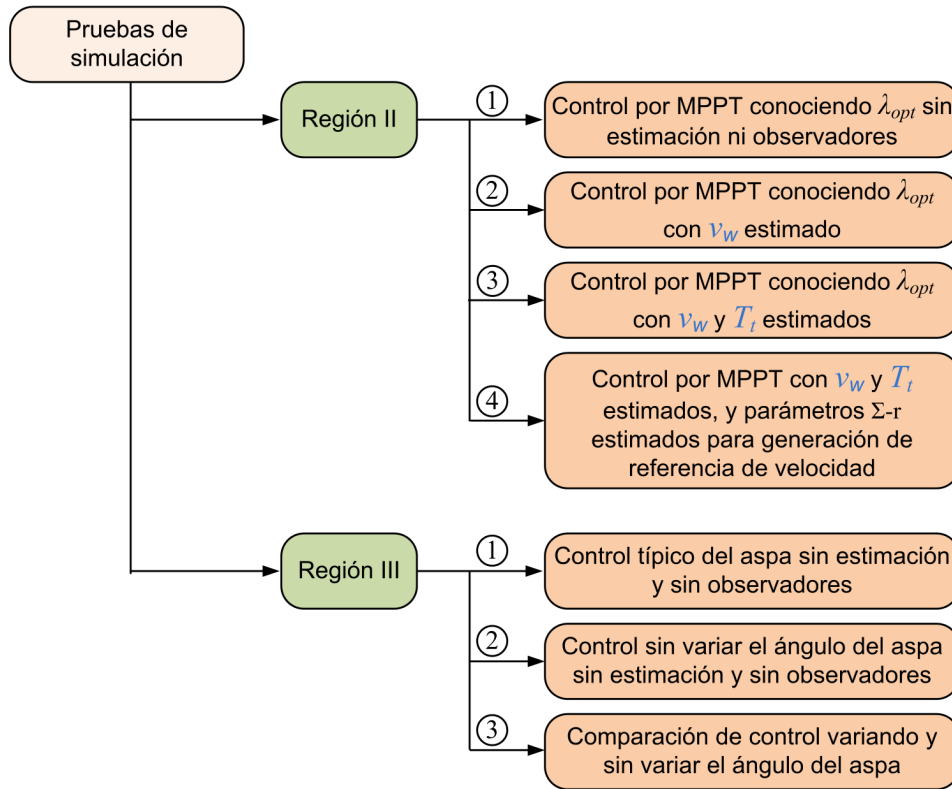 Pruebas de
simulación
Región II
1
Control por MPPT conociendo λopt sin
estimación ni observadores
2
Control por MPPT conociendo λopt
con vw estimado
3
Control por MPPT conociendo λopt
con vw y Tt estimados
4
Control por MPPT con vw y Tt
estimados, y parámetros Σ-r
estimados para generación de
referencia de velocidad
Región III
1
Control típico del aspa sin estimación
y sin observadores
2
Control sin variar el ángulo del aspa
sin estimación y sin observadores
3
Comparación de control variando y
sin variar el ángulo del aspa